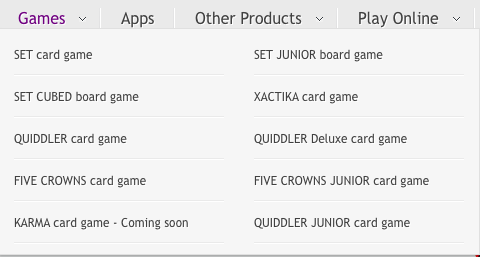 Games Apps Other Products Play Online
SET card game SET JUNIOR board game
SET CUBED board game XACTIKA card game
QUIDDLER card game QUIDDLER Deluxe card game
FIVE CROWNS card game FIVE CROWNS JUNIOR card game
KARMA card game - Coming soon QUIDDLER JUNIOR card game